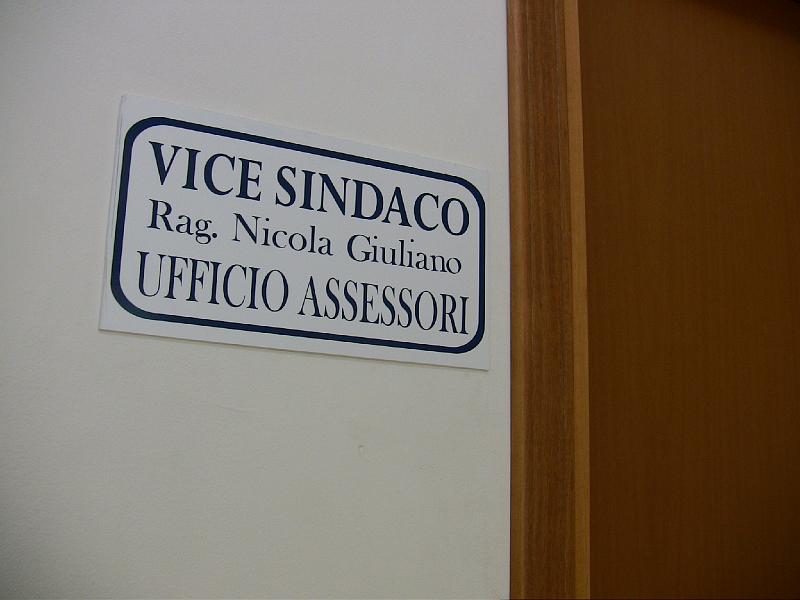 VICE SINDACO
Rag. Nicola Giuliano
UFFICIO ASSESSORI